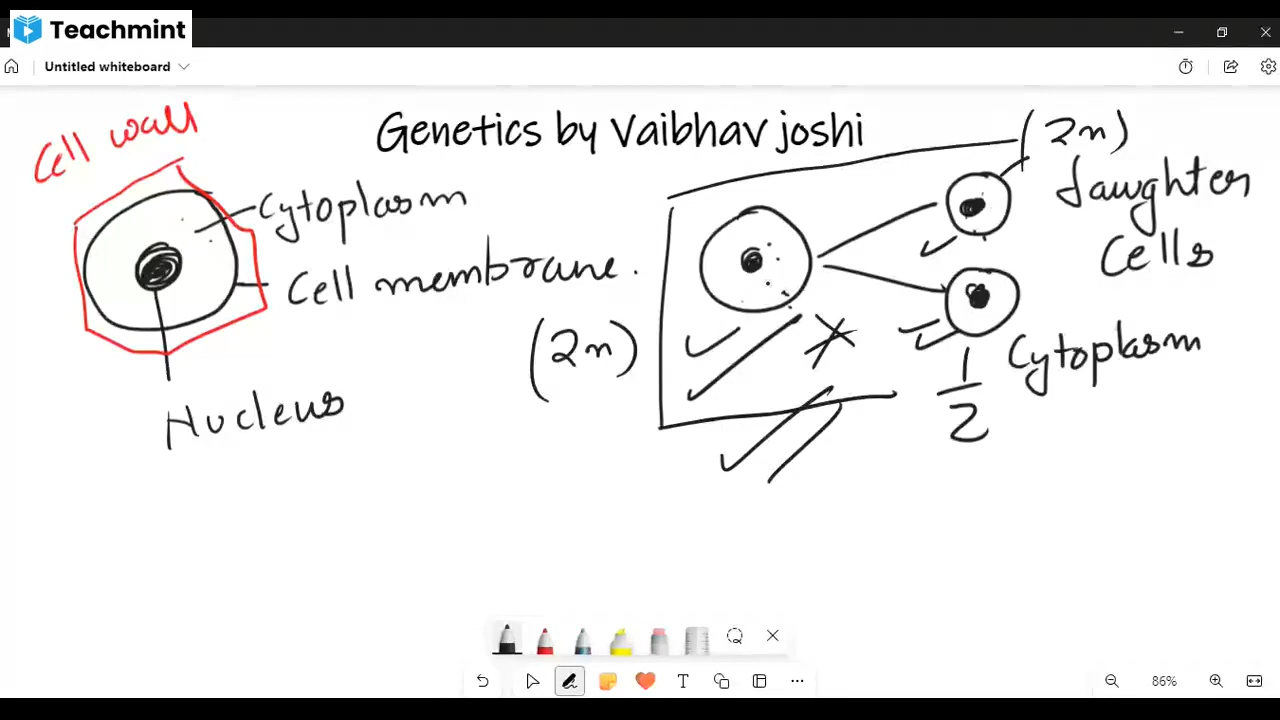 Teachmint
Untitled whiteboard
Genetics by Vaibhav joshi
Cell wall
Cytoplasm
Cell membrane.
Nucleus
(2n)
(2n)
daughter
Cells
1/2 Cytoplasm
86%